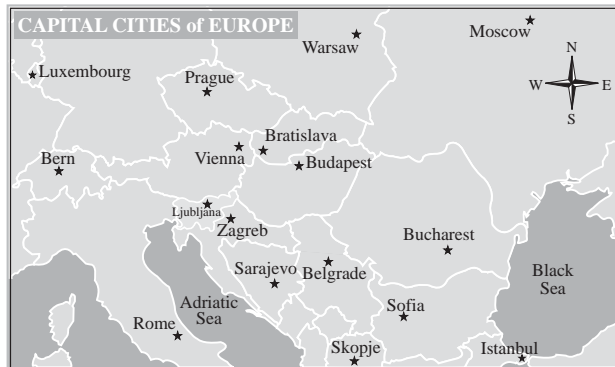 CAPITAL CITIES of EUROPE
Moscow
Warsaw
N
W E
S
Luxembourg
Prague
Bratislava
Vienna
Budapest
Bern
Ljubljana
Zagreb
Bucharest
Sarajevo
Belgrade
Black
Sea
Adriatic
Sea
Sofia
Rome
Skopje
Istanbul